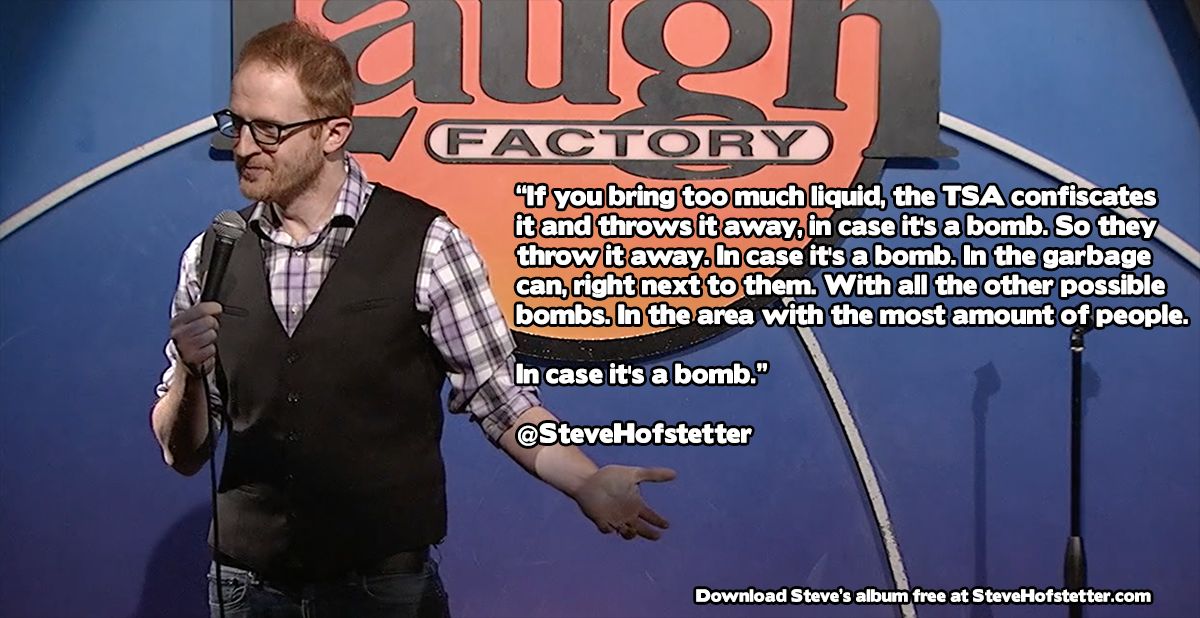 Laugh
FACTORY
“If you bring too much liquid, the TSA confiscates
it and throws it away, in case it's a bomb. So they
throw it away. In case it's a bomb. In the garbage
can, right next to them. With all the other possible
bombs. In the area with the most amount of people.
In case it's a bomb.”
@SteveHofstetter
Download Steve's album free at SteveHofstetter.com